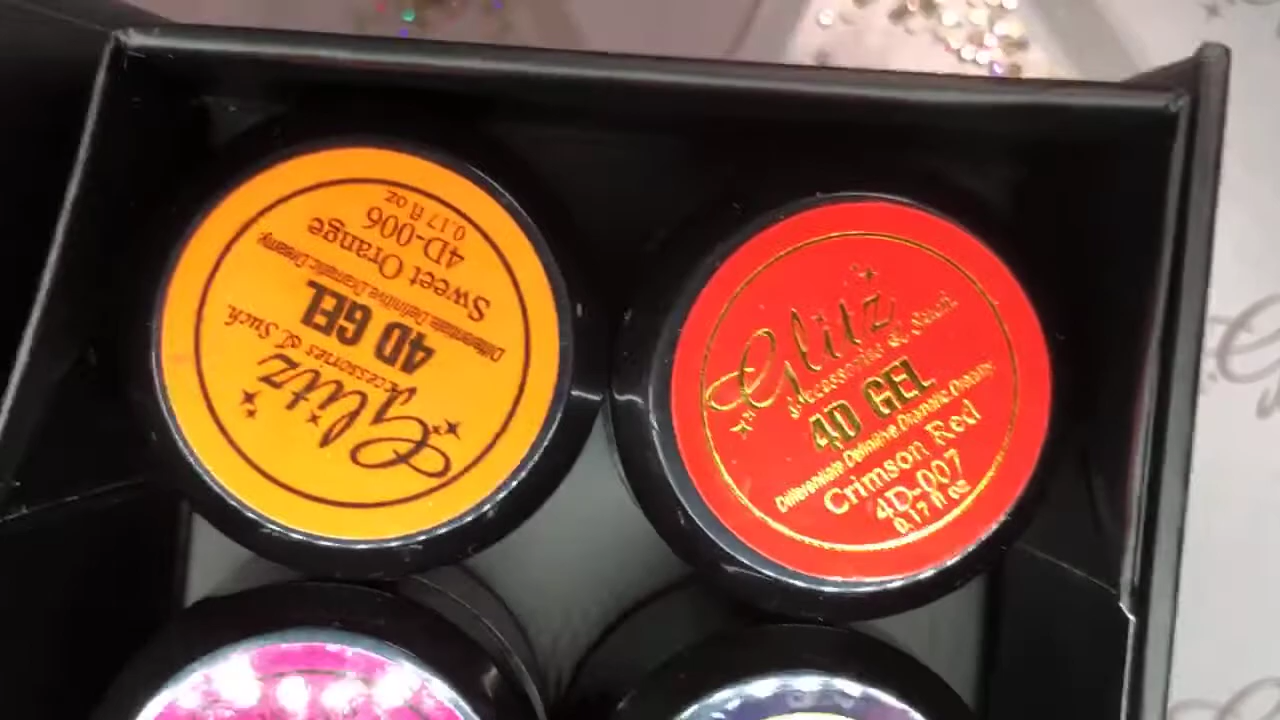 Glitz
Accessories & Such.
4D GEL
Differentiate.Definitive.Dramatic.Dreamy.
Sweet Orange
4D-006
0.17 fl oz
Glitz
Accessories & Such.
4D GEL
Differentiate.Definitive.Dramatic.Dreamy.
Crimson Red
4D-007
0.17 fl oz